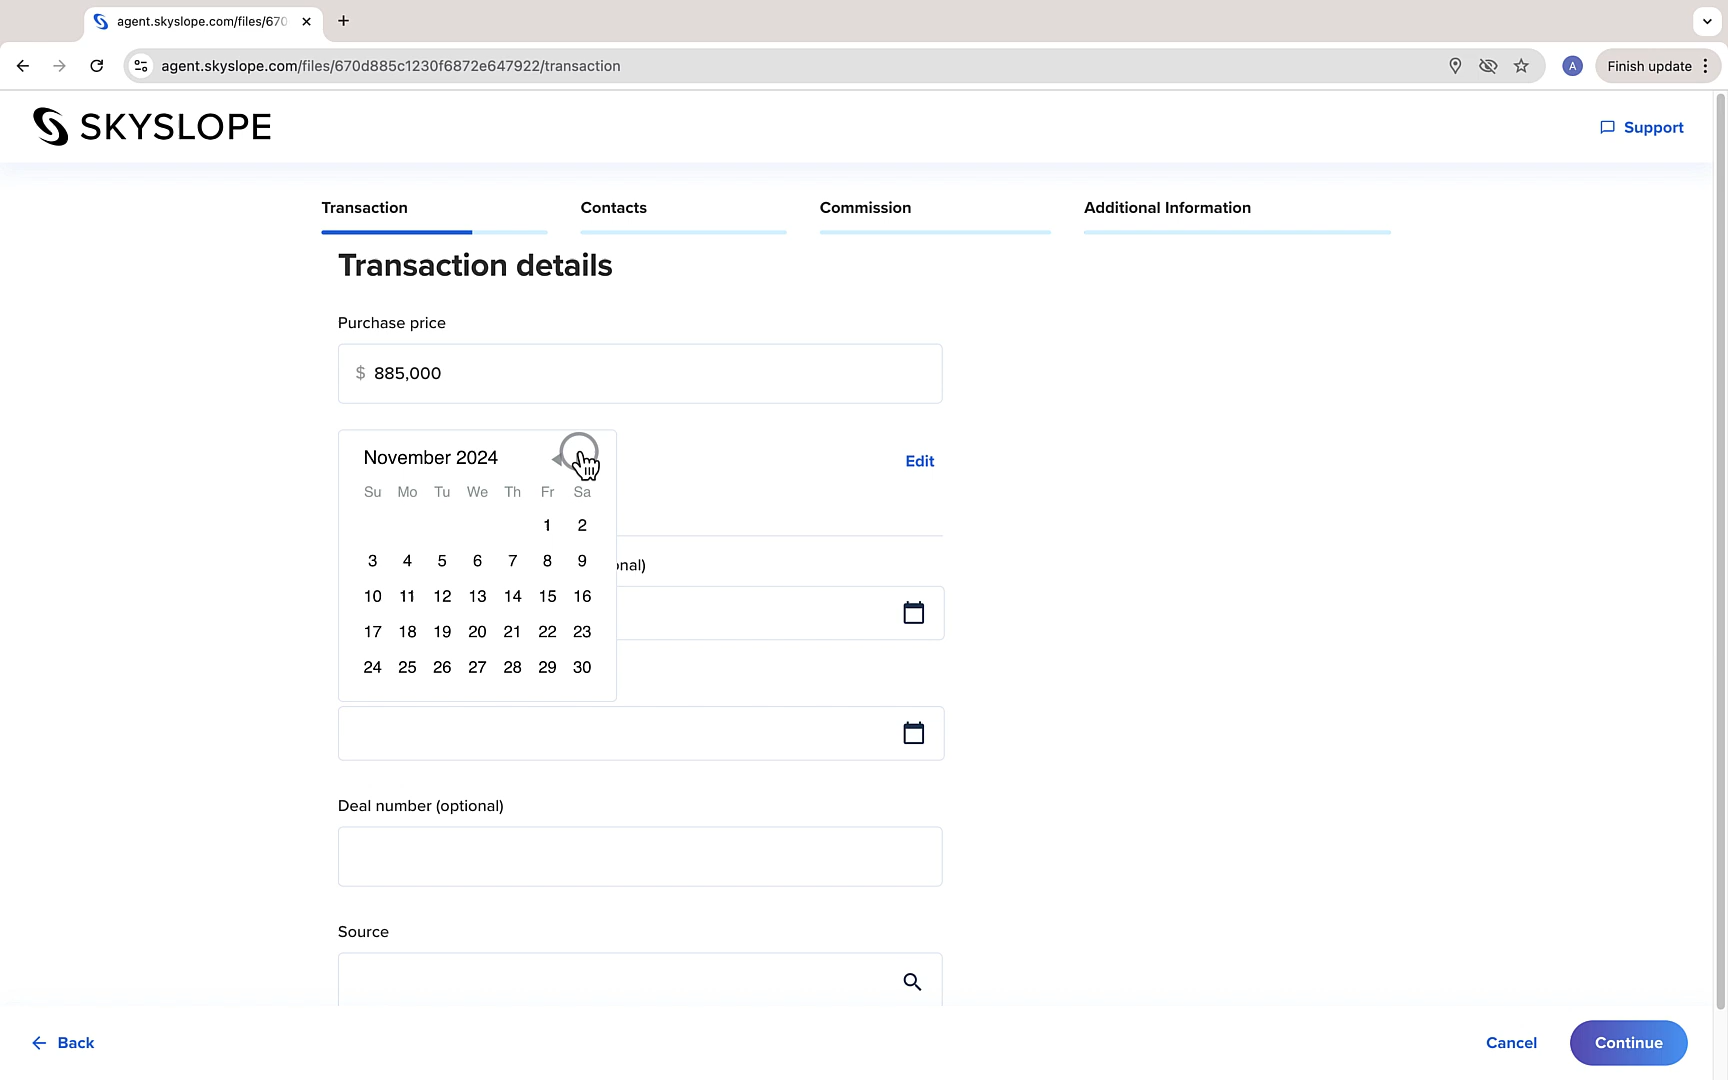 agent.skyslope.com/files/670
agent.skyslope.com/files/670d885c1230f6872e647922/transaction
A
Finish update
SKYSLOPE
Support
Transaction
Contacts
Commission
Additional Information
Transaction details
Purchase price
$ 885,000
November 2024
Edit
Su Mo Tu We Th Fr Sa
1 2
3 4 5 6 7 8 9
onal)
10 11 12 13 14 15 16
17 18 19 20 21 22 23
24 25 26 27 28 29 30
Deal number (optional)
Source
Back
Cancel
Continue